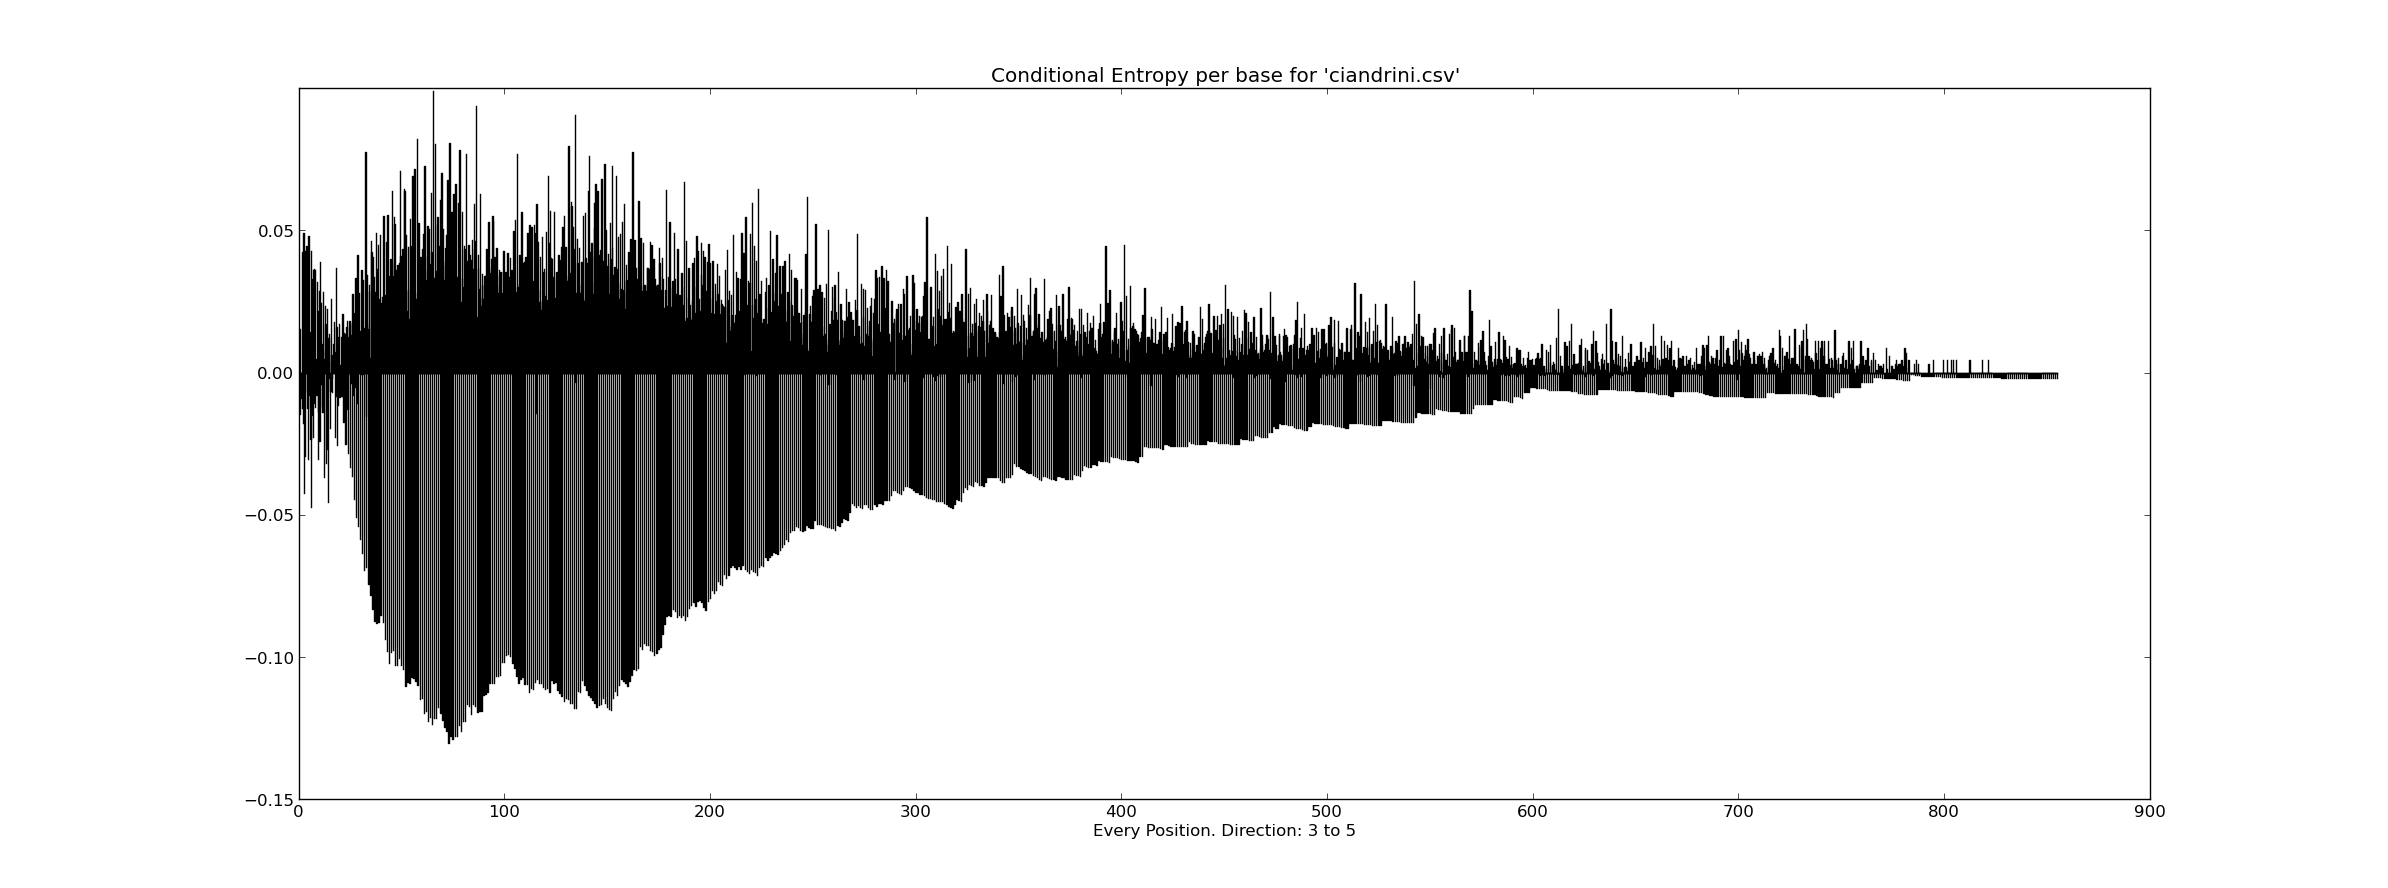 Conditional Entropy per base for 'ciandrini.csv'
0.05
0.00
−0.05
−0.10
−0.15
0 100 200 300 400 500 600 700 800 900
Every Position. Direction: 3 to 5